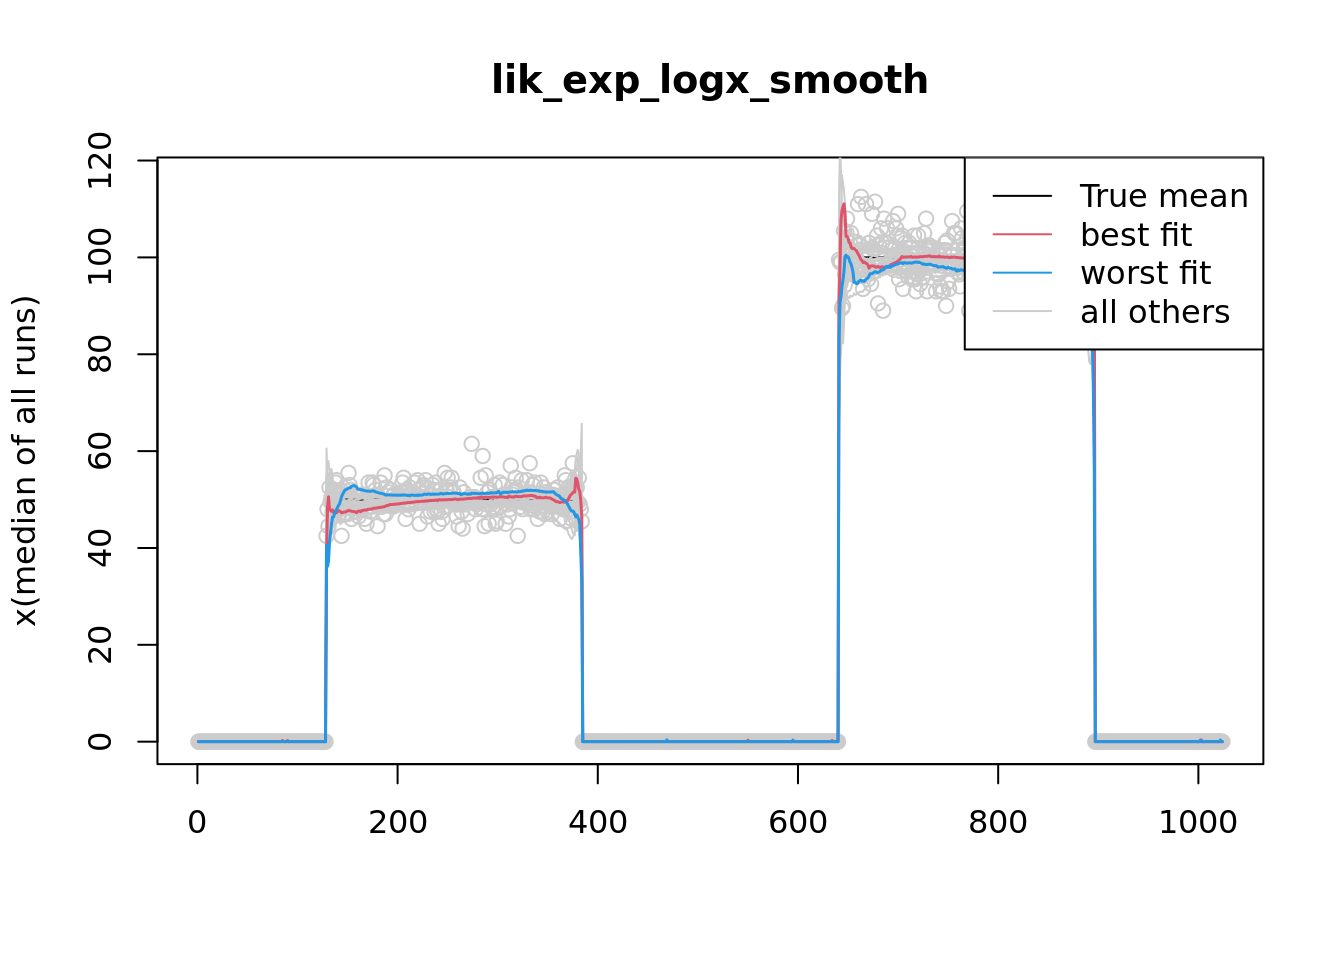 lik_exp_logx_smooth
x(median of all runs)
120
100
80
60
40
20
0
True mean
best fit
worst fit
all others
0 200 400 600 800 1000